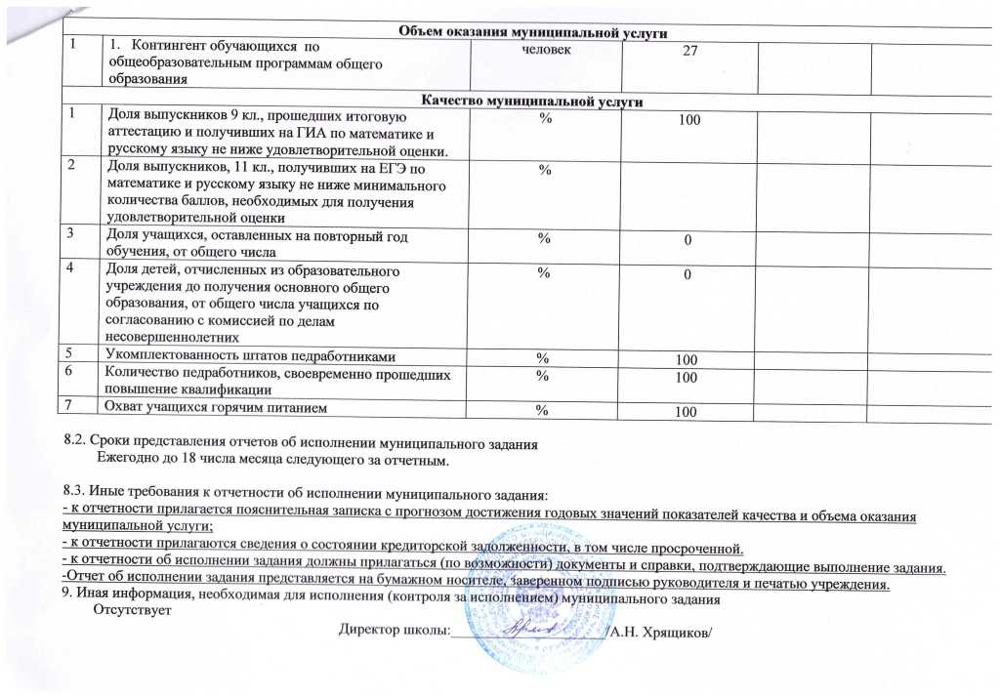 Объем оказания муниципальной услуги
1 1. Контингент обучающихся по человек 27
общеобразовательным программам общего
образования
Качество муниципальной услуги
1 Доля выпускников 9 кл., прошедших итоговую % 100
аттестацию и получивших на ГИА по математике и
русскому языку не ниже удовлетворительной оценки.
2 Доля выпускников, 11 кл., получивших на ЕГЭ по %
математике и русскому языку не ниже минимального
количества баллов, необходимых для получения
удовлетворительной оценки
3 Доля учащихся, оставленных на повторный год % 0
обучения, от общего числа
4 Доля детей, отчисленных из образовательного % 0
учреждения до получения основного общего
образования, от общего числа учащихся по
согласованию с комиссией по делам
несовершеннолетних
5 Укомплектованность штатов педработниками % 100
6 Количество педработников, своевременно прошедших % 100
повышение квалификации
7 Охват учащихся горячим питанием % 100
8.2. Сроки представления отчетов об исполнении муниципального задания
Ежегодно до 18 числа месяца следующего за отчетным.
8.3. Иные требования к отчетности об исполнении муниципального задания:
- к отчетности прилагается пояснительная записка с прогнозом достижения годовых значений показателей качества и объема оказания
муниципальной услуги;
- к отчетности прилагаются сведения о состоянии кредиторской задолженности, в том числе просроченной.
- к отчетности об исполнении задания должны прилагаться (по возможности) документы и справки, подтверждающие выполнение задания.
-Отчет об исполнении задания представляется на бумажном носителе, заверенном подписью руководителя и печатью учреждения.
9. Иная информация, необходимая для исполнения (контроля за исполнением) муниципального задания
Отсутствует
Директор школы: /А.Н. Хрящиков/